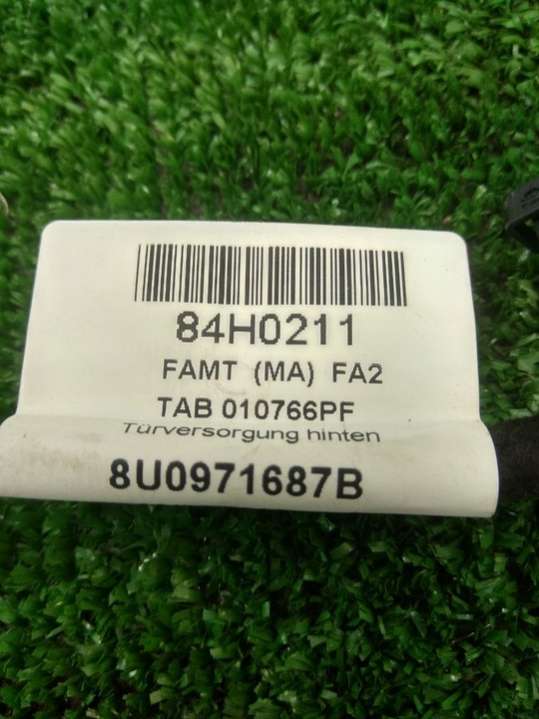 84H0211
FAMT (MA) FA2
TAB 010766PF
Türversorgung hinten
8U0971687B